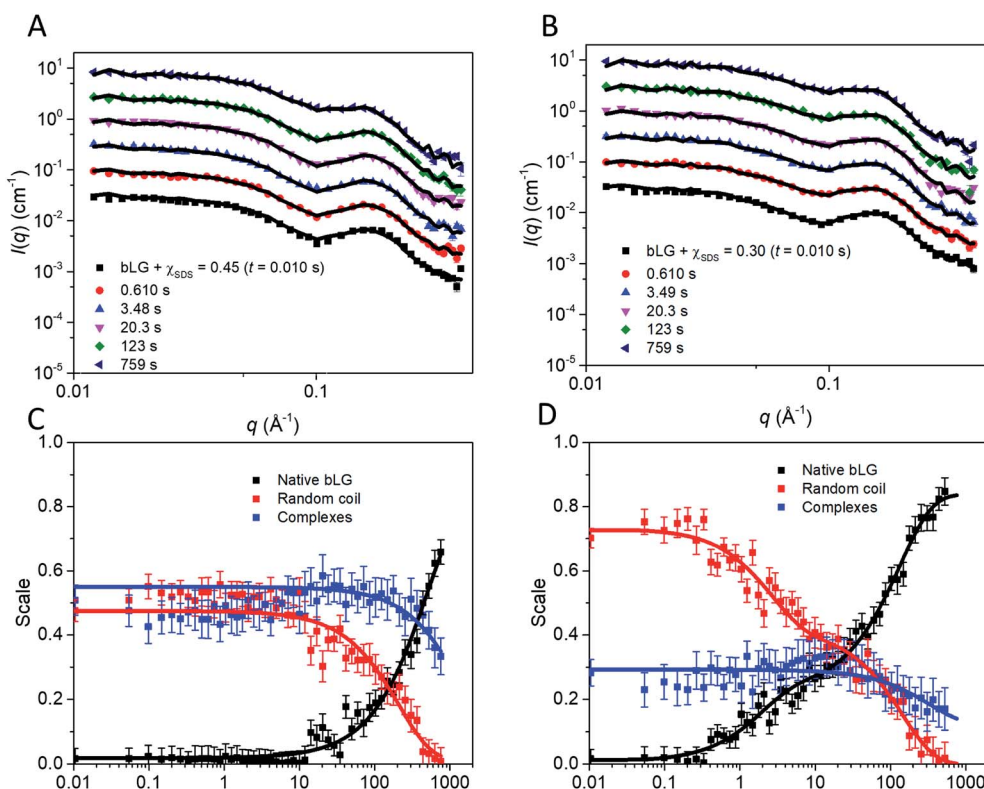 A
10¹
10⁰
10⁻¹
10⁻²
10⁻³
10⁻⁴
10⁻⁵
I(q) (cm⁻¹)
bLG + χSDS = 0.45 (t = 0.010 s)
0.610 s
3.48 s
20.3 s
123 s
759 s
0.01
0.1
q (Å⁻¹)
B
10¹
10⁰
10⁻¹
10⁻²
10⁻³
10⁻⁴
10⁻⁵
I(q) (cm⁻¹)
bLG + χSDS = 0.30 (t = 0.010 s)
0.610 s
3.49 s
20.3 s
123 s
759 s
0.01
0.1
q (Å⁻¹)
C
1.0
0.8
0.6
0.4
0.2
0.0
Scale
Native bLG
Random coil
Complexes
0.01
0.1
1
10
100
1000
D
1.0
0.8
0.6
0.4
0.2
0.0
Scale
Native bLG
Random coil
Complexes
0.01
0.1
1
10
100
1000